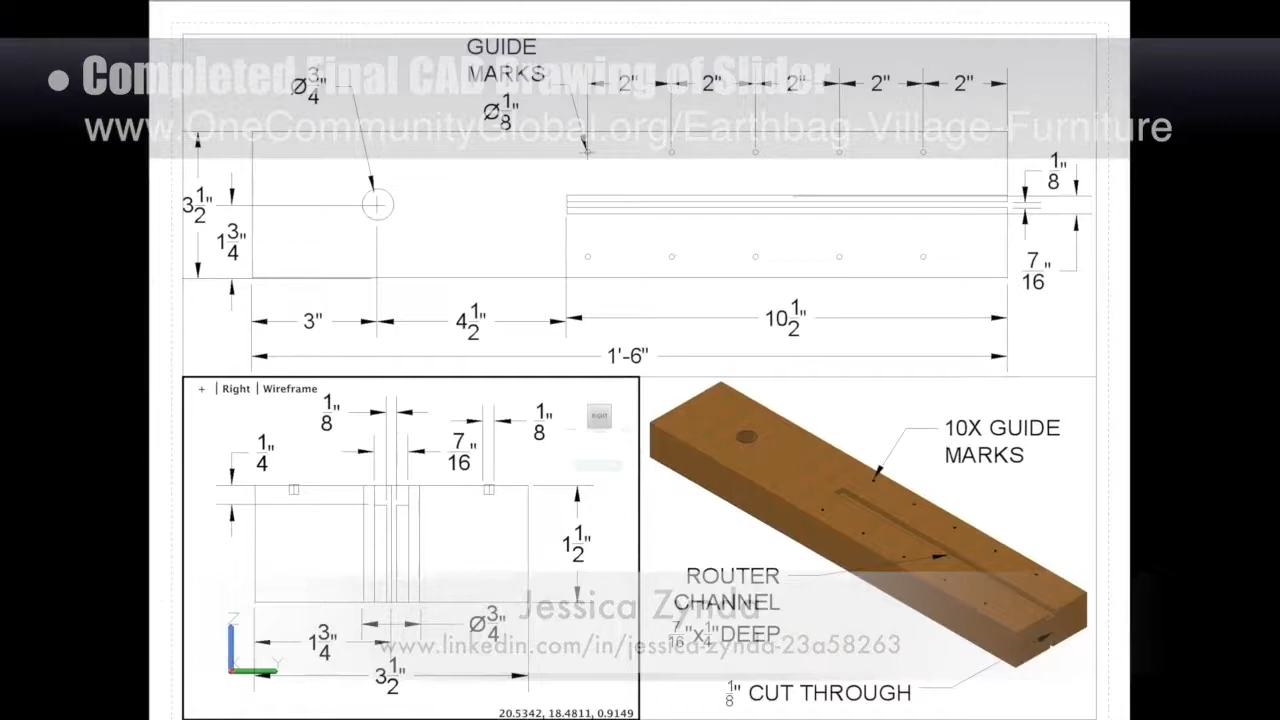 GUIDE
MARKS
Ø1/8"
Ø3/4"
2" 2" 2" 2" 2"
• Completed Final CAD Drawing of Slider
www.OneCommunityGlobal.org/Earthbag-Village-Furniture
3 1/2"
1 3/4"
1/8"
7/16"
3" 4 1/2" 10 1/2"
1'-6"
+ | Right | Wireframe
1/8" 1/8"
1/4" 7/16"
RIGHT
1 1/2"
Ø3/4"
1 3/4"
3 1/2"
Z
X Y
20.5342, 18.4811, 0.9149
10X GUIDE
MARKS
ROUTER
CHANNEL
7/16"x1/4"DEEP
1/8" CUT THROUGH
Jessica Zynda
www.linkedin.com/in/jessica-zynda-23a58263